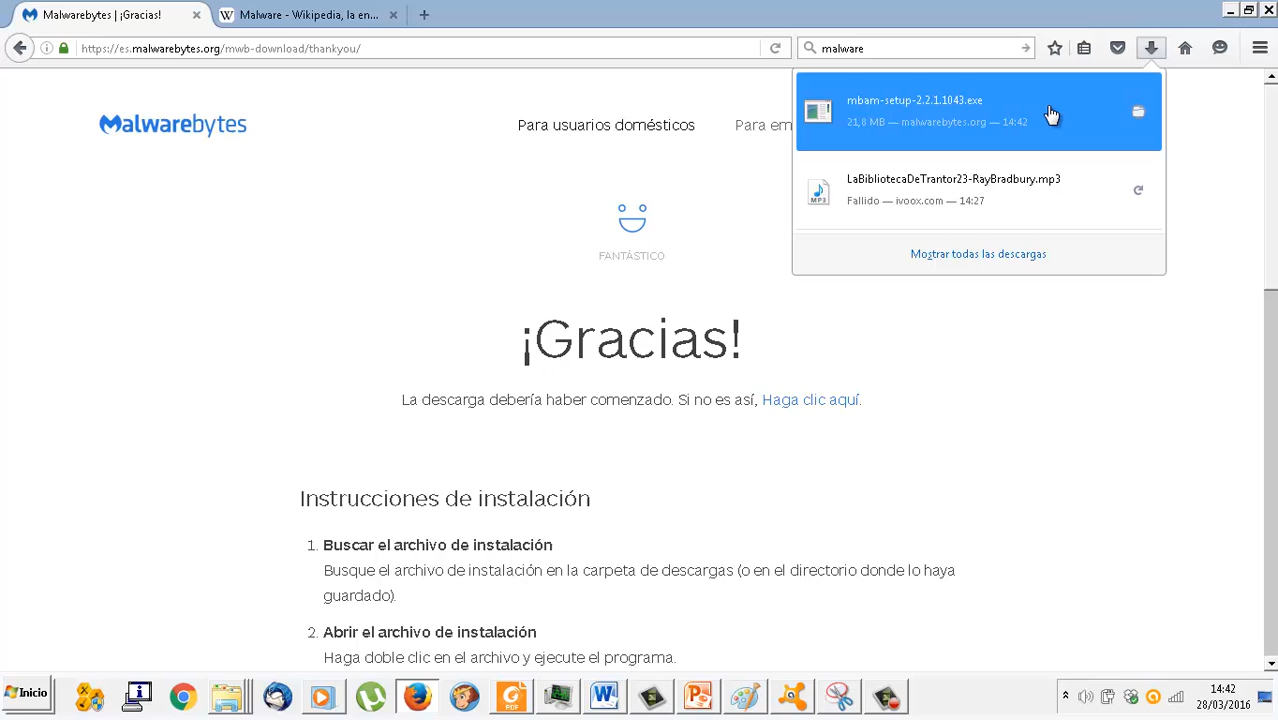 Malwarebytes | ¡Gracias!
Malware - Wikipedia, la en...
https://es.malwarebytes.org/mwb-download/thankyou/
malware
Malwarebytes
Para usuarios domésticos
Para em
mbam-setup-2.2.1.1043.exe
21,8 MB — malwarebytes.org — 14:42
LaBibliotecaDeTrantor23-RayBradbury.mp3
Fallido — ivoox.com — 14:27
MP3
Mostrar todas las descargas
FANTÁSTICO
¡Gracias!
La descarga debería haber comenzado. Si no es así, Haga clic aquí.
Instrucciones de instalación
1. Buscar el archivo de instalación
Busque el archivo de instalación en la carpeta de descargas (o en el directorio donde lo haya
guardado).
2. Abrir el archivo de instalación
Haga doble clic en el archivo y ejecute el programa.
Inicio
PDF
14:42
28/03/2016